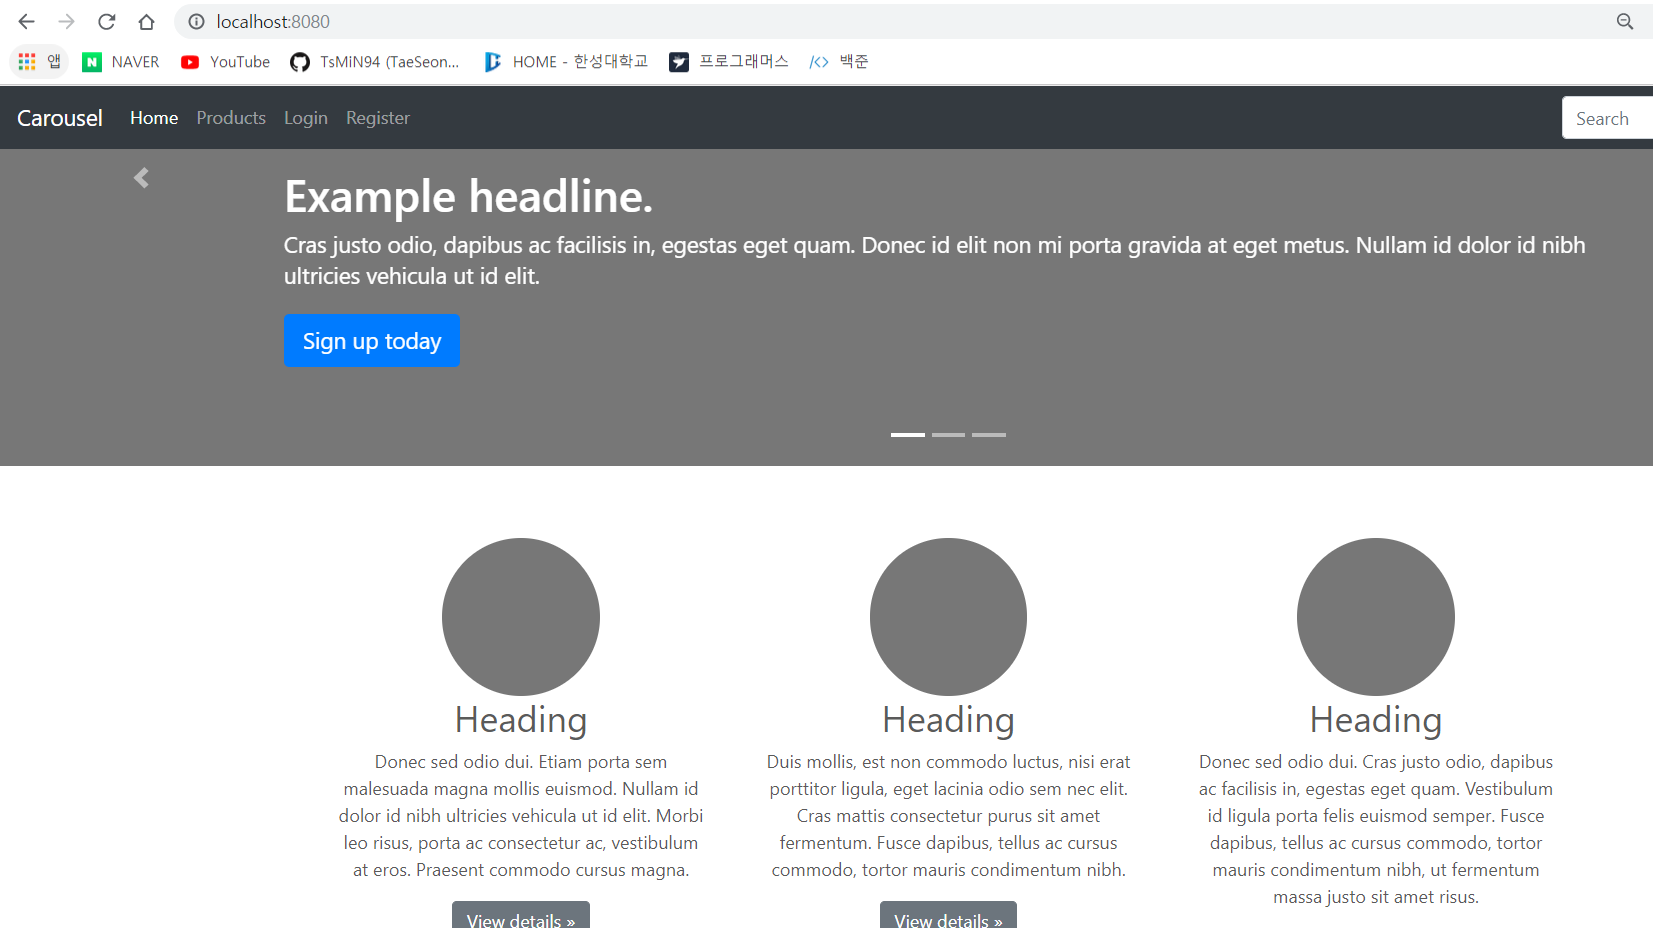 localhost:8080
앱 NAVER YouTube TsMiN94 (TaeSeon... HOME - 한성대학교 프로그래머스 백준
Carousel Home Products Login Register Search
Example headline.
Cras justo odio, dapibus ac facilisis in, egestas eget quam. Donec id elit non mi porta gravida at eget metus. Nullam id dolor id nibh
ultricies vehicula ut id elit.
Sign up today
Heading
Donec sed odio dui. Etiam porta sem
malesuada magna mollis euismod. Nullam id
dolor id nibh ultricies vehicula ut id elit. Morbi
leo risus, porta ac consectetur ac, vestibulum
at eros. Praesent commodo cursus magna.
View details »
Heading
Duis mollis, est non commodo luctus, nisi erat
porttitor ligula, eget lacinia odio sem nec elit.
Cras mattis consectetur purus sit amet
fermentum. Fusce dapibus, tellus ac cursus
commodo, tortor mauris condimentum nibh.
View details »
Heading
Donec sed odio dui. Cras justo odio, dapibus
ac facilisis in, egestas eget quam. Vestibulum
id ligula porta felis euismod semper. Fusce
dapibus, tellus ac cursus commodo, tortor
mauris condimentum nibh, ut fermentum
massa justo sit amet risus.